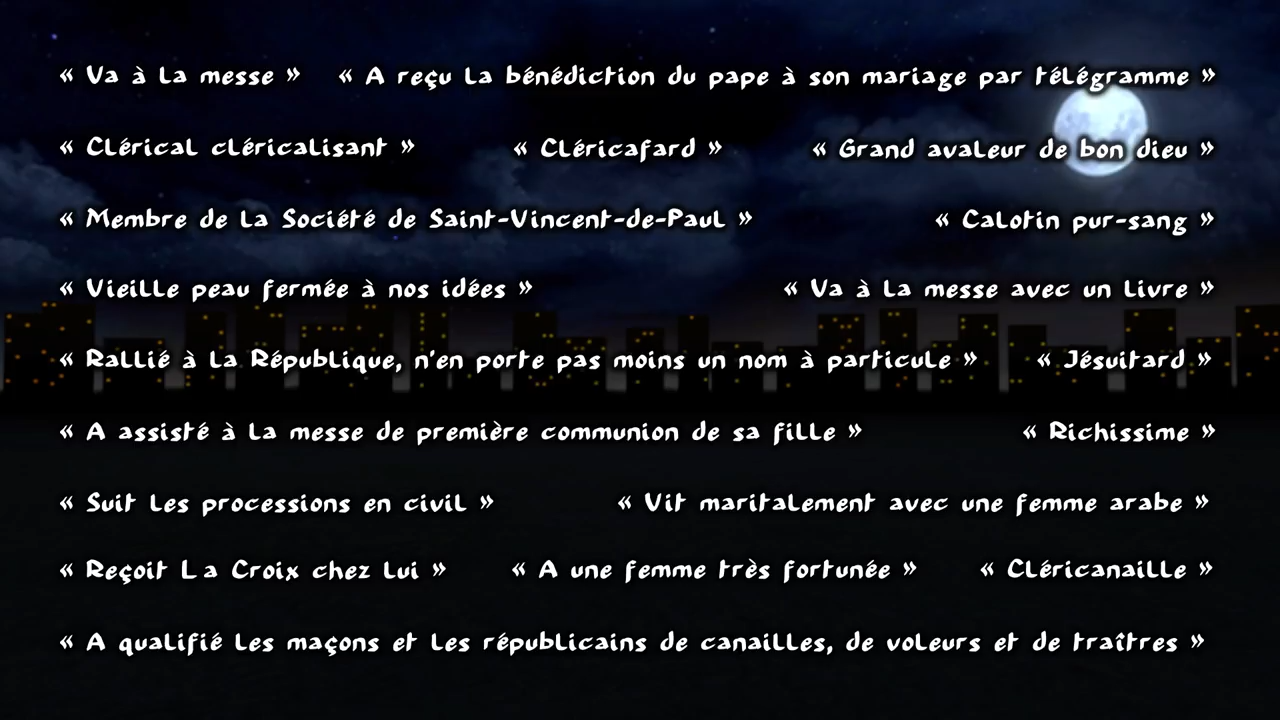 « Va à la messe » « A reçu la bénédiction du pape à son mariage par télégramme »
« Clérical cléricalisant » « Cléricafard » « Grand avaleur de bon dieu »
« Membre de la Société de Saint-Vincent-de-Paul » « Calotin pur-sang »
« Vieille peau fermée à nos idées » « Va à la messe avec un livre »
« Rallié à la République, n'en porte pas moins un nom à particule » « Jésuitard »
« A assisté à la messe de première communion de sa fille » « Richissime »
« Suit les processions en civil » « Vit maritalement avec une femme arabe »
« Reçoit La Croix chez lui » « A une femme très fortunée » « Cléricanaille »
« A qualifié les maçons et les républicains de canailles, de voleurs et de traîtres »